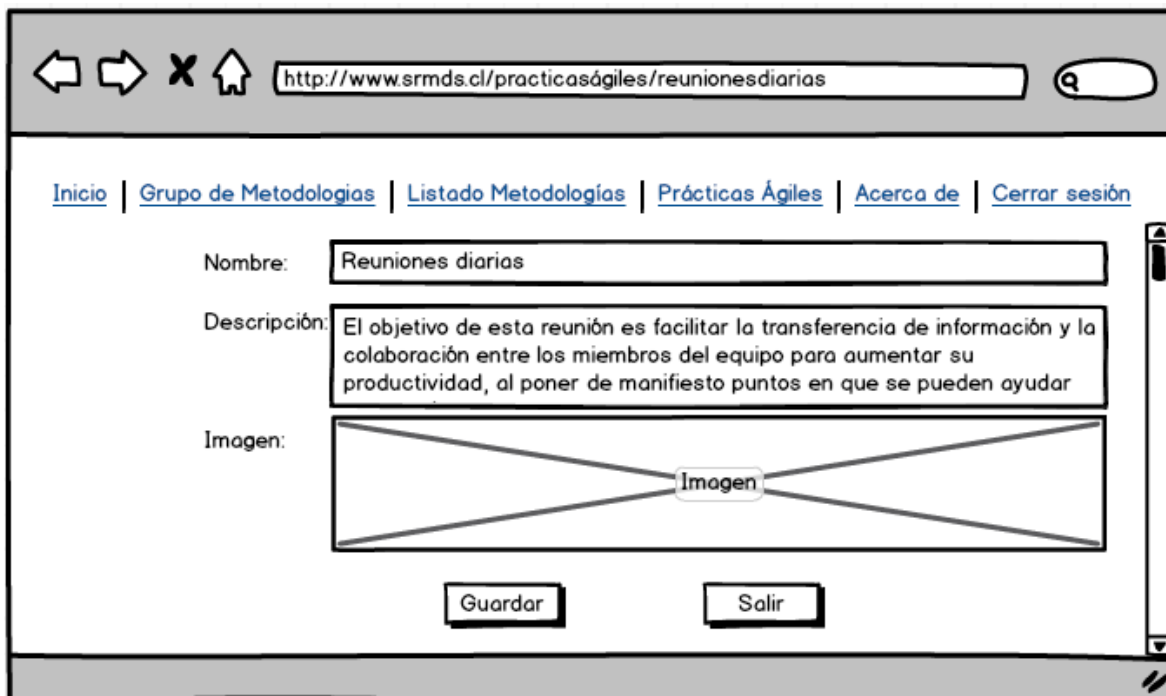 http://www.srmds.cl/practicaságiles/reunionesdiarias
Inicio | Grupo de Metodologias | Listado Metodologías | Prácticas Ágiles | Acerca de | Cerrar sesión
Nombre: Reuniones diarias
Descripción: El objetivo de esta reunión es facilitar la transferencia de información y la
colaboración entre los miembros del equipo para aumentar su
productividad, al poner de manifiesto puntos en que se pueden ayudar
Imagen:
Imagen
Guardar Salir